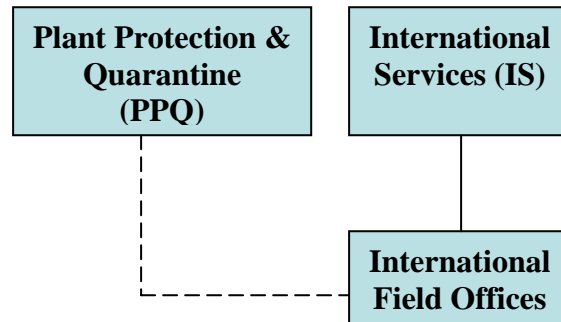 Plant Protection &
Quarantine
(PPQ)
International
Services (IS)
International
Field Offices